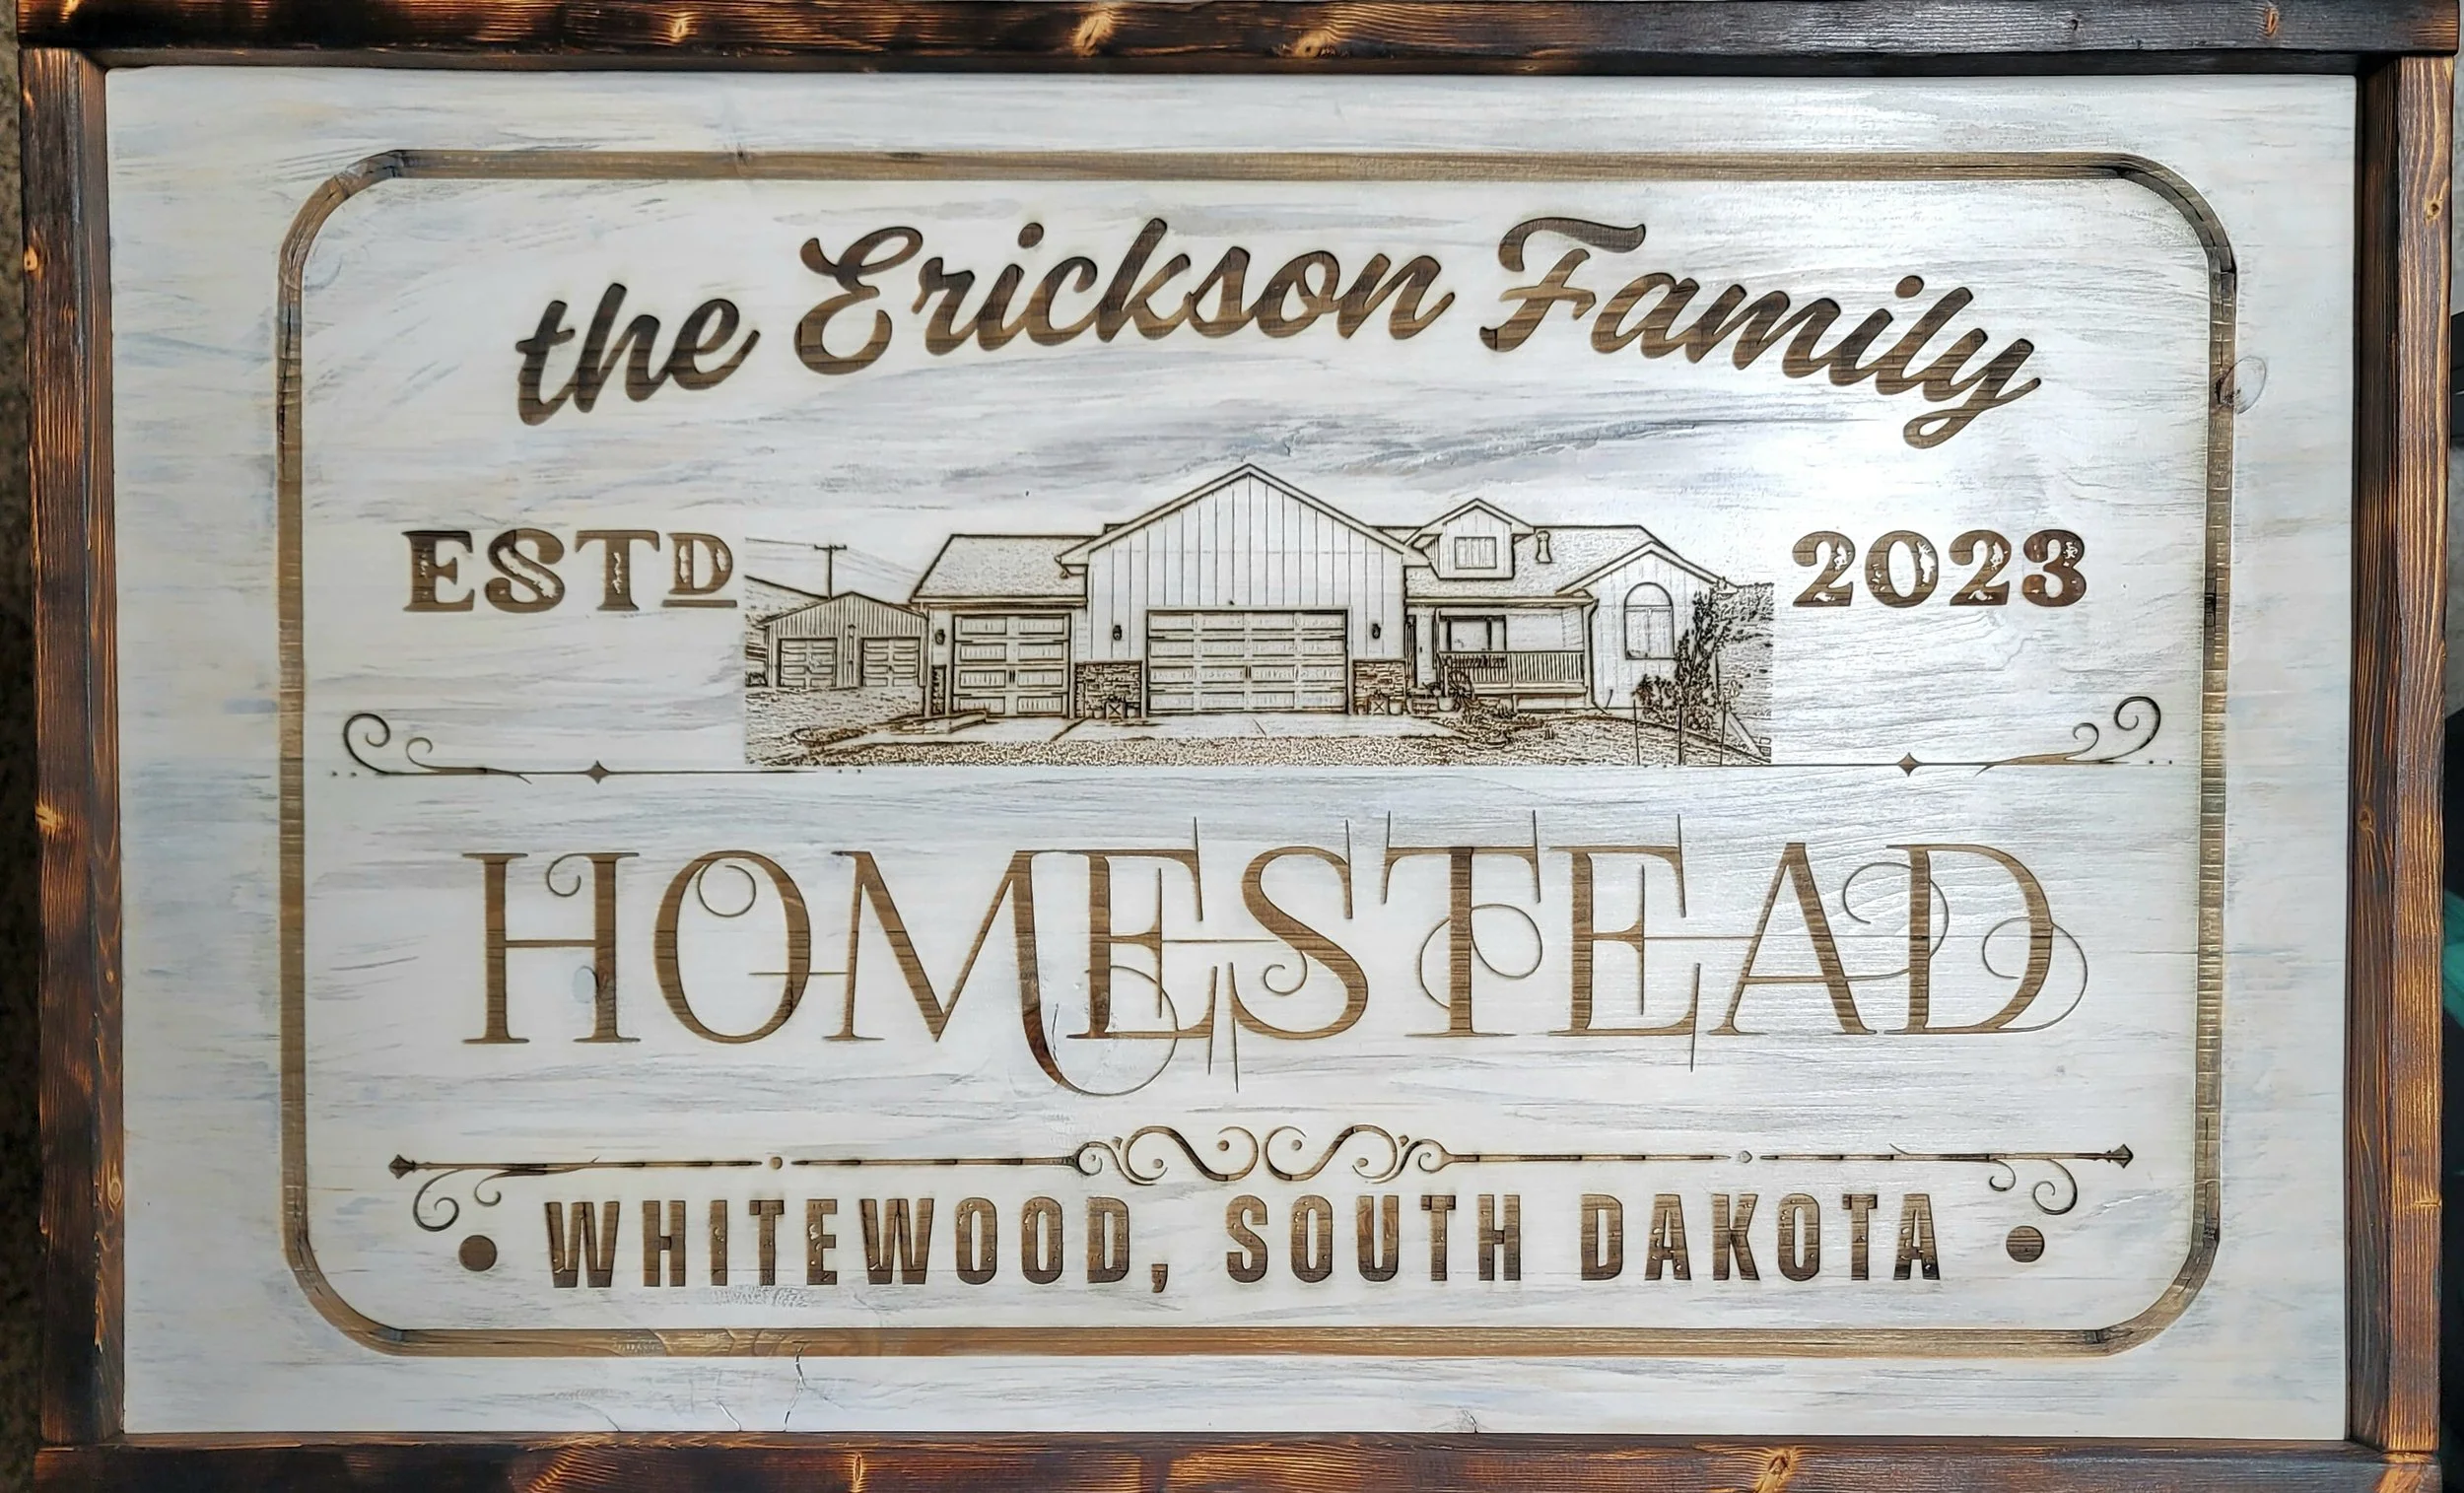 the Erickson Family
ESTD 2023
HOMESTEAD
• WHITEWOOD, SOUTH DAKOTA •